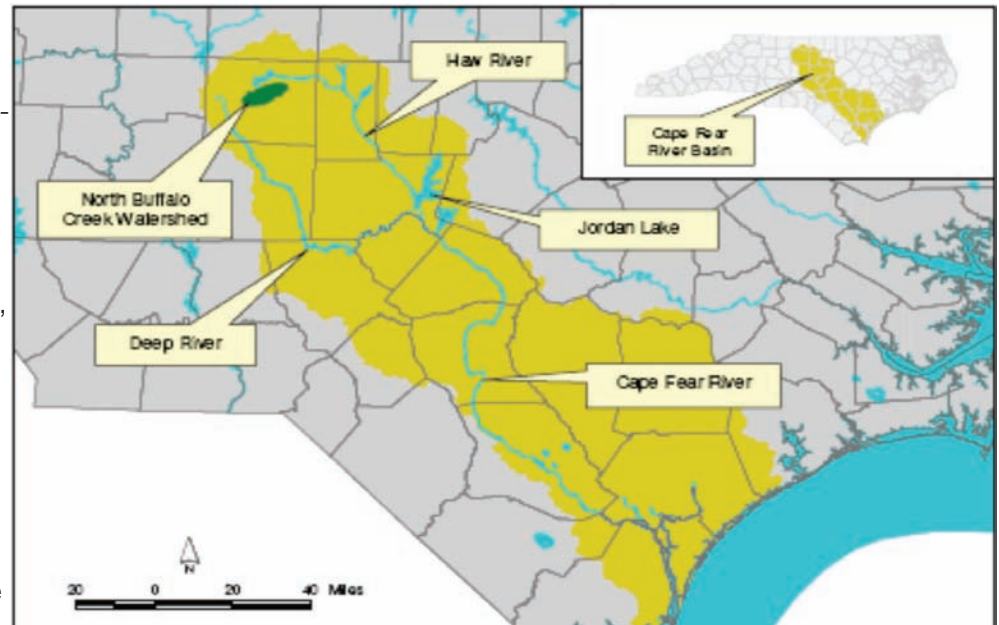 Haw River
Cape Fear
River Basin
North Buffalo
Creek Watershed
Jordan Lake
Deep River
Cape Fear River
N
20 0 20 40 Miles